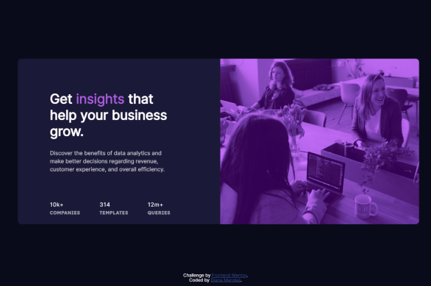 Get insights that
help your business
grow.
Discover the benefits of data analytics and
make better decisions regarding revenue,
customer experience, and overall efficiency.
10k+ 314 12m+
COMPANIES TEMPLATES QUERIES
Challenge by Frontend Mentor.
Coded by